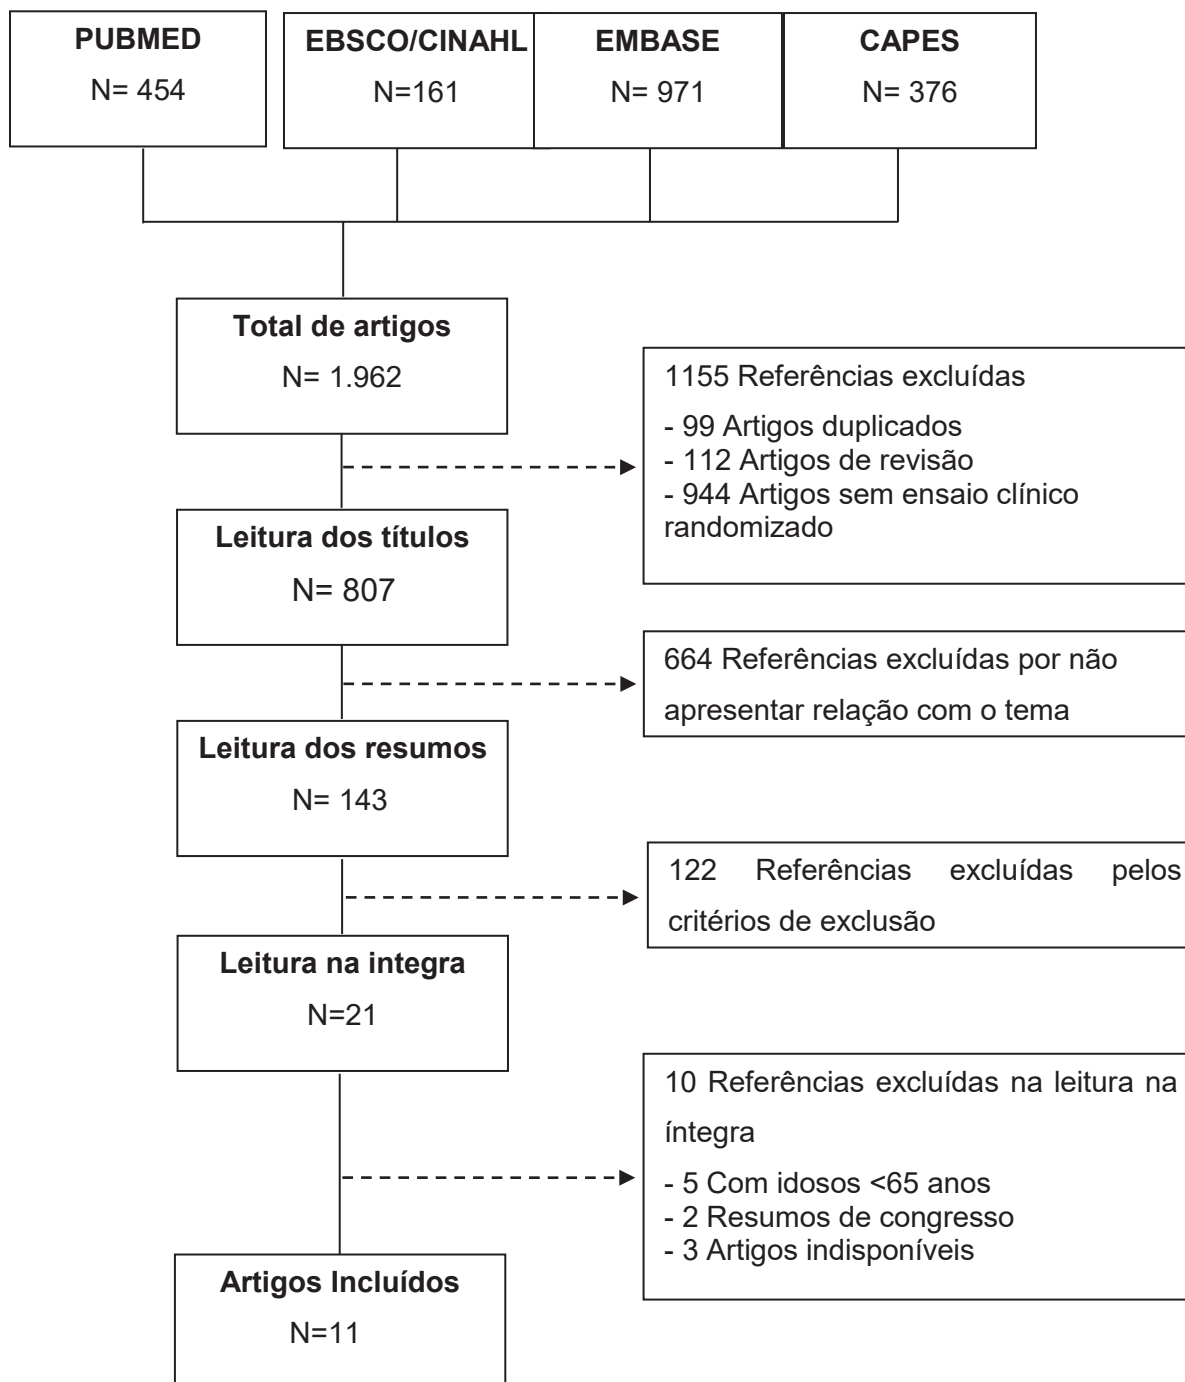 PUBMED
N= 454
EBSCO/CINAHL
N=161
EMBASE
N= 971
CAPES
N= 376
Total de artigos
N= 1.962
1155 Referências excluídas
- 99 Artigos duplicados
- 112 Artigos de revisão
- 944 Artigos sem ensaio clínico
randomizado
Leitura dos títulos
N= 807
664 Referências excluídas por não
apresentar relação com o tema
Leitura dos resumos
N= 143
122 Referências excluídas pelos
critérios de exclusão
Leitura na integra
N=21
10 Referências excluídas na leitura na
íntegra
- 5 Com idosos <65 anos
- 2 Resumos de congresso
- 3 Artigos indisponíveis
Artigos Incluídos
N=11